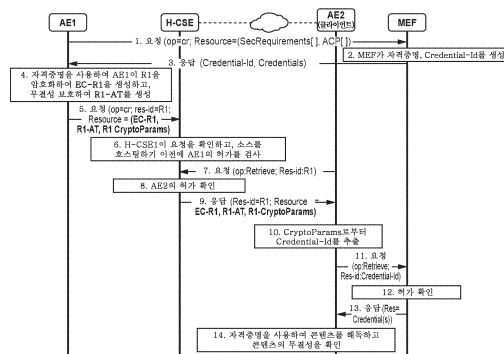 AE1
H-CSE
AE2
(클라이언트)
MEF
1. 요청 (op=cr; Resource=(SecRequirements[ ], ACP[ ])
2. MEF가 자격증명, Credential-Id를 생성
3. 응답 (Credential-Id, Credentials)
4. 자격증명을 사용하여 AE1이 R1을
암호화하여 EC-R1을 생성하고,
무결성 보호하여 R1-AT를 생성
5. 요청 (op=cr; res-id=R1;
Resource = (EC-R1,
R1-AT, R1 CryptoParams)
6. H-CSE1이 요청을 확인하고, 소스를
호스팅하기 이전에 AE1의 허가를 검사
7. 요청 (op:Retrieve; Res-id:R1)
8. AE2의 허가 확인
9. 응답 (Res-id=R1; Resource =
EC-R1, R1-AT, R1-CryptoParams)
10. CryptoParams로부터
Credential-Id를 추출
11. 요청
(op:Retrieve;
Res-id:Credential-Id)
12. 허가 확인
13. 응답 (Res=
Credential(s))
14. 자격증명을 사용하여 콘텐츠를 해독하고
콘텐츠의 무결성을 확인